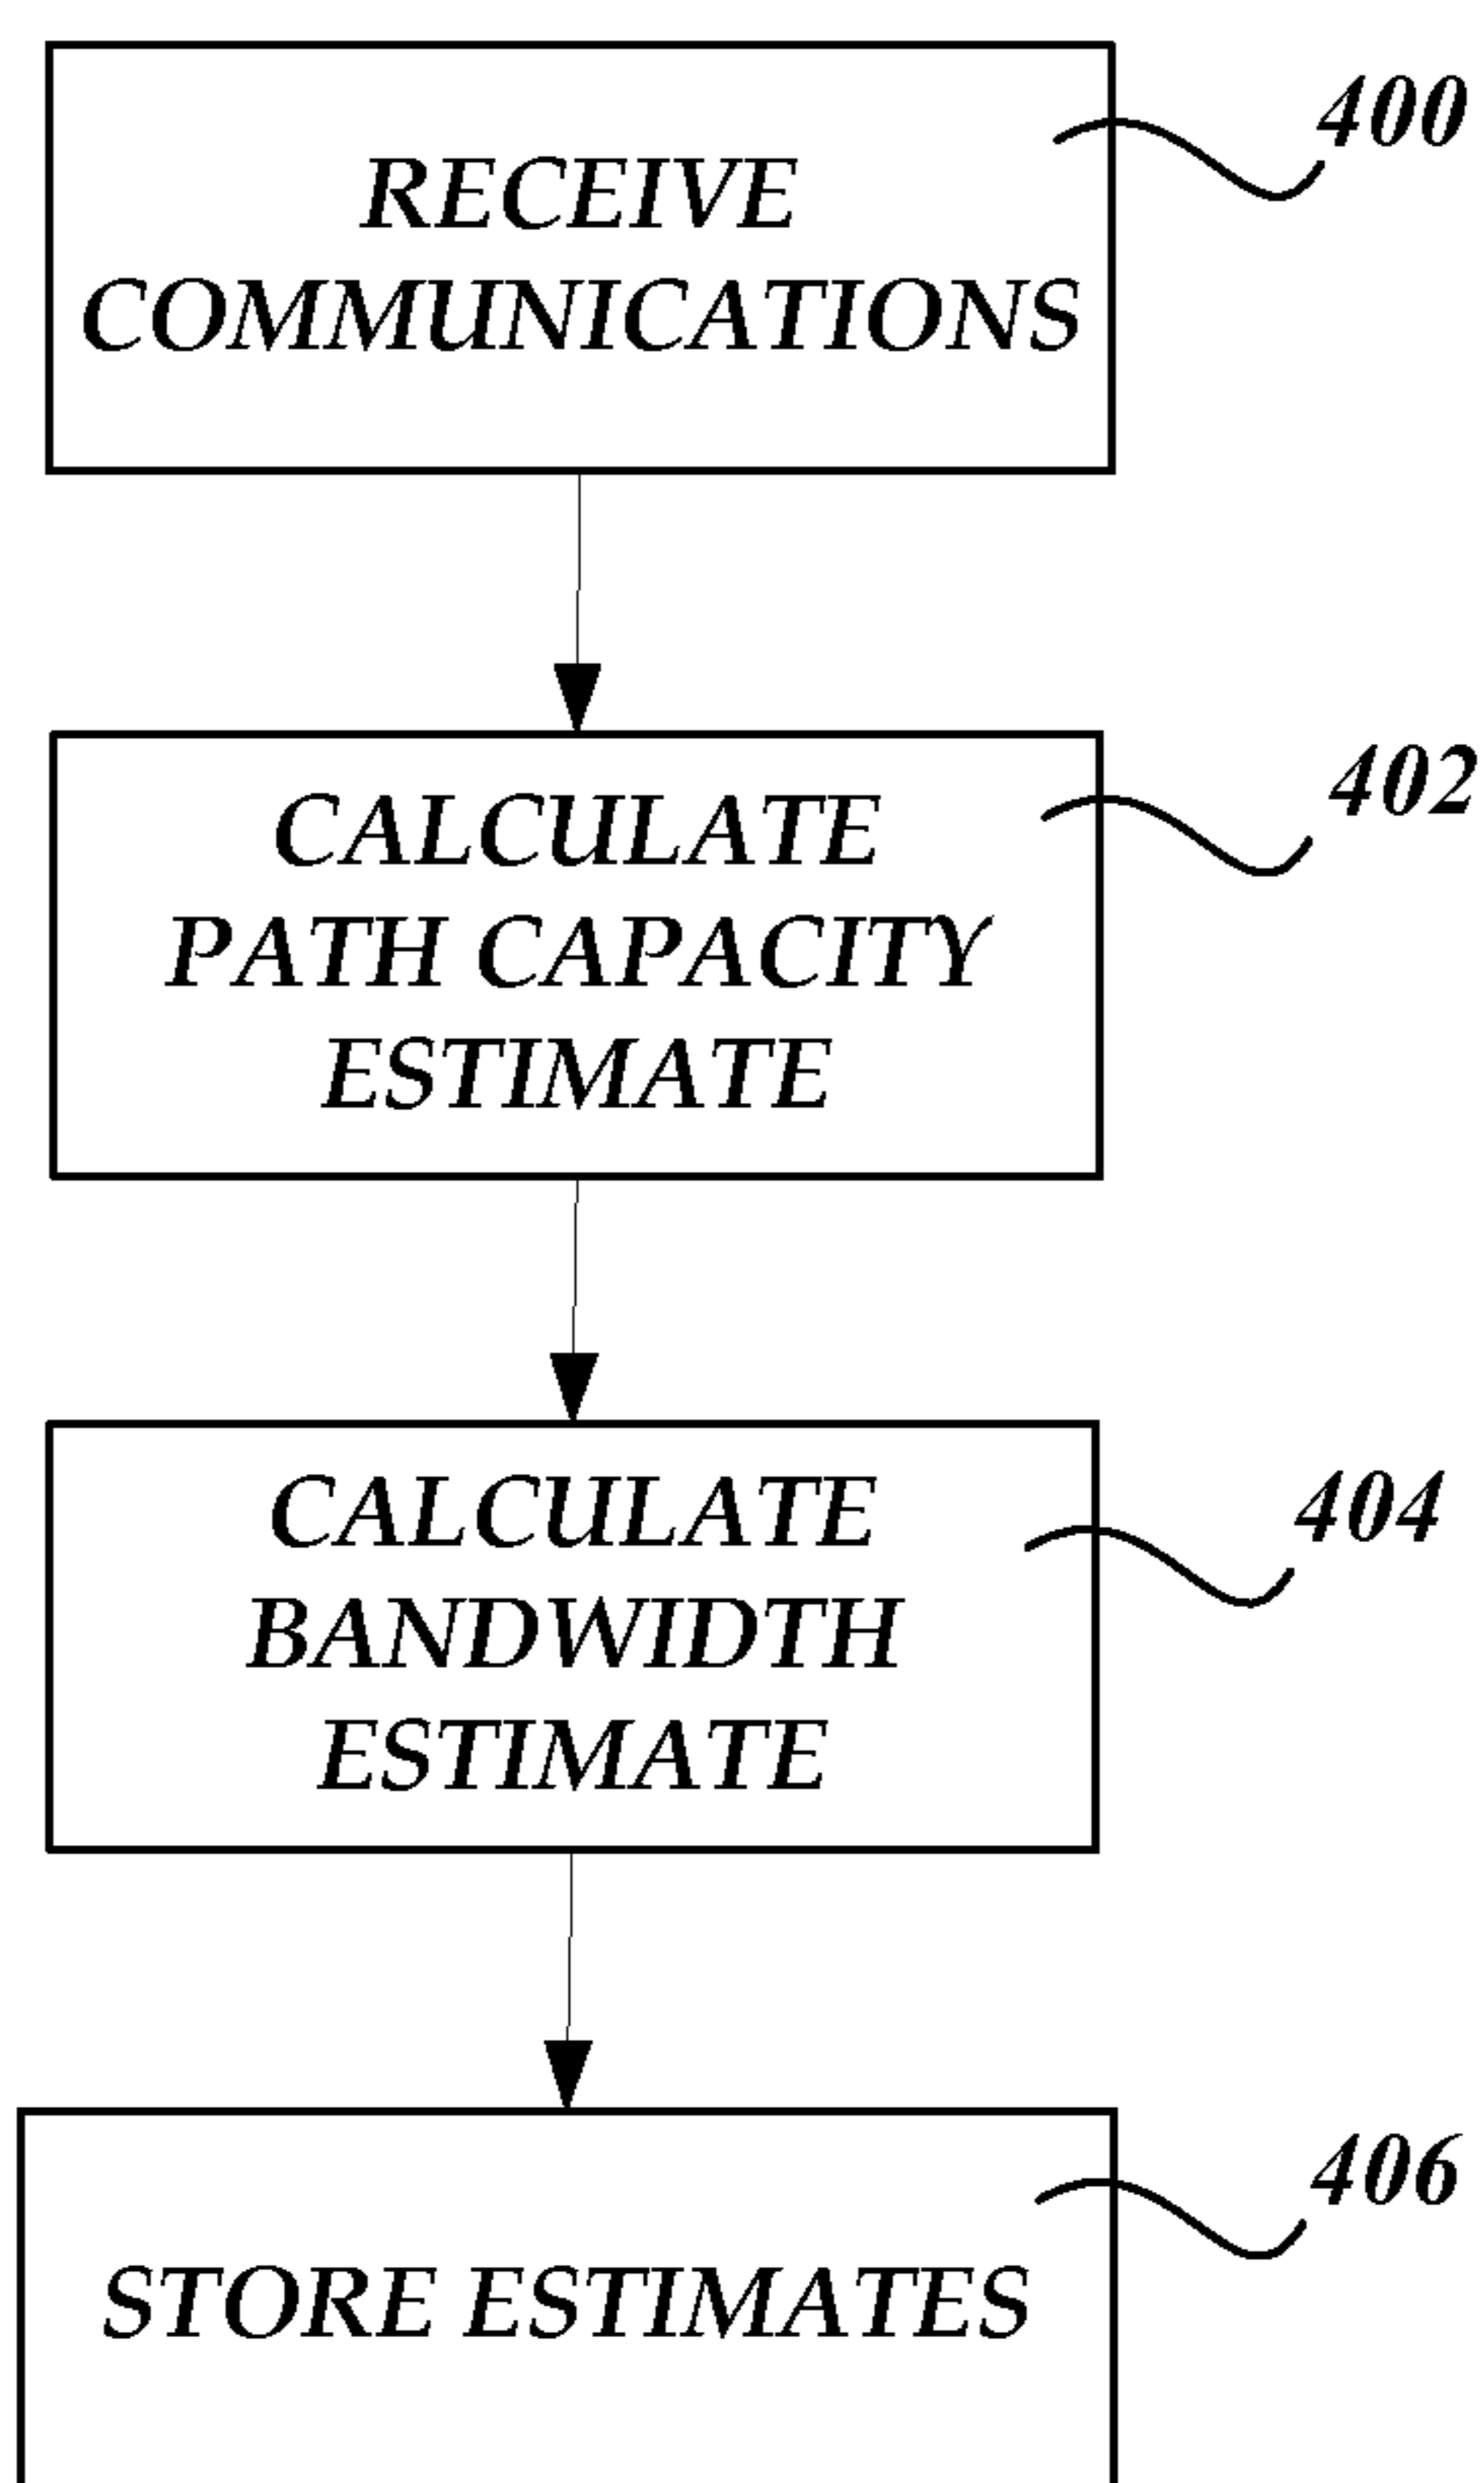 400
RECEIVE
COMMUNICATIONS
402
CALCULATE
PATH CAPACITY
ESTIMATE
404
CALCULATE
BANDWIDTH
ESTIMATE
406
STORE ESTIMATES